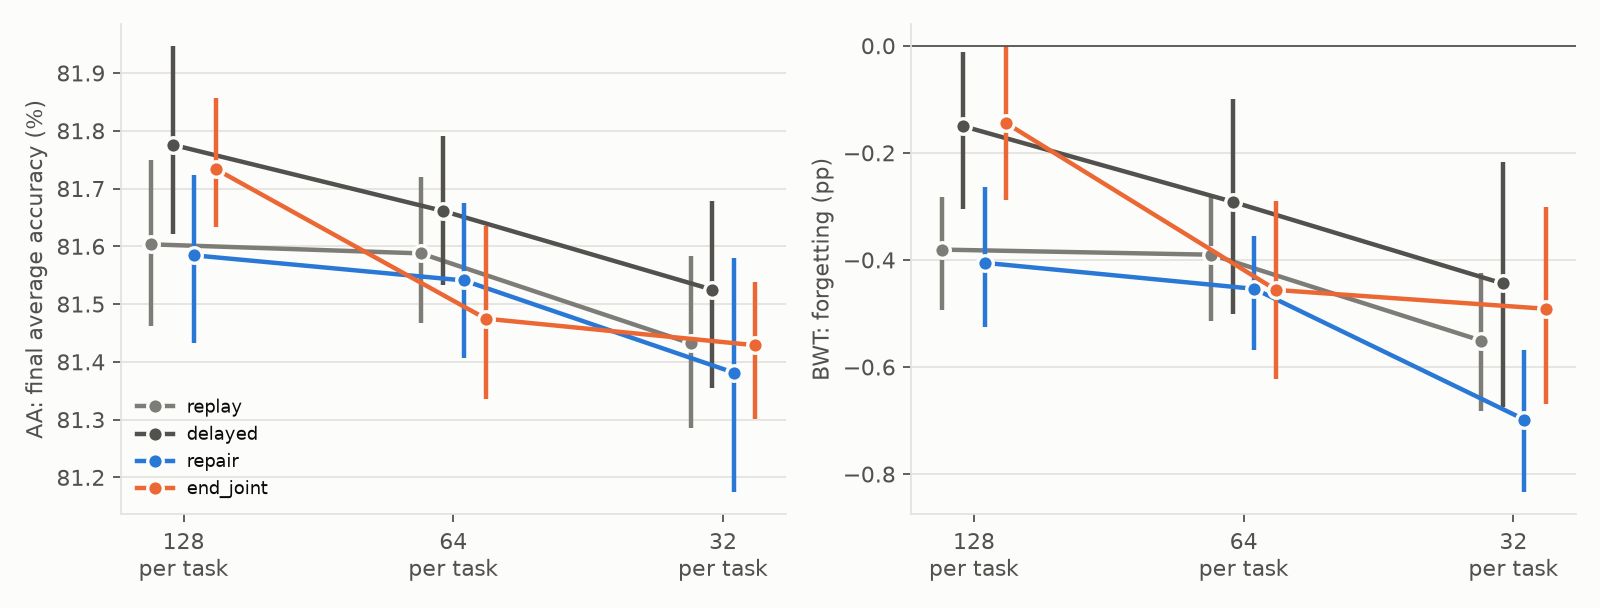 AA: final average accuracy (%)
81.9
81.8
81.7
81.6
81.5
81.4
81.3
81.2
replay
delayed
repair
end_joint
128
per task
64
per task
32
per task
BWT: forgetting (pp)
0.0
−0.2
−0.4
−0.6
−0.8
128
per task
64
per task
32
per task